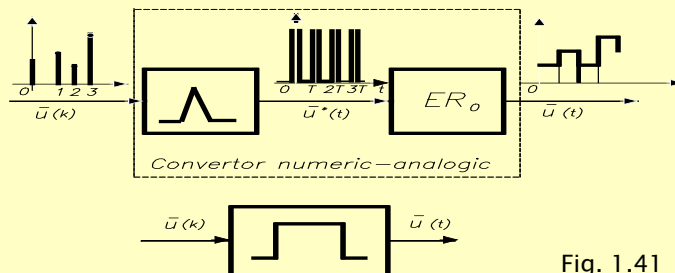 0 1 2 3
ū(k)
0 T 2T 3T t
ū*(t)
ER₀
0
ū(t)
Convertor numeric-analogic
ū(k)
ū(t)
Fig. 1.41